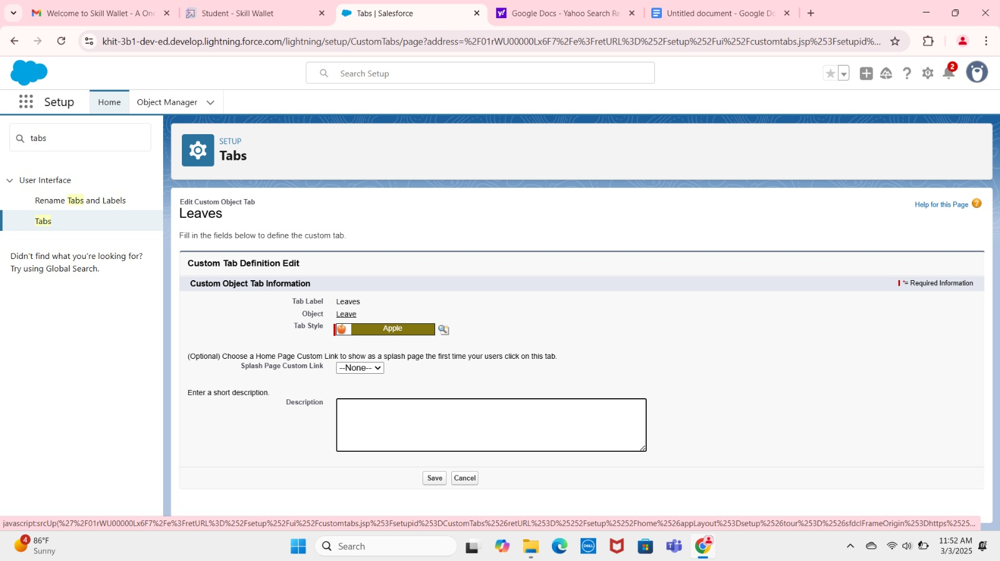 Welcome to Skill Wallet - A One
Student - Skill Wallet
Tabs | Salesforce
Google Docs - Yahoo Search Re
Untitled document - Google Do
khit-3b1-dev-ed.develop.lightning.force.com/lightning/setup/CustomTabs/page?address=%2F01rWU00000Lx6F7%2Fe%3FretURL%3D%252Fsetup%252Fui%252Fcustomtabs.jsp%253Fsetupid%...
Search Setup
2
Setup
Home
Object Manager
tabs
User Interface
Rename Tabs and Labels
Tabs
Didn't find what you're looking for?
Try using Global Search.
SETUP
Tabs
Edit Custom Object Tab
Leaves
Help for this Page ?
Fill in the fields below to define the custom tab.
Custom Tab Definition Edit
Custom Object Tab Information
= Required Information
Tab Label Leaves
Object Leave
Tab Style Apple
(Optional) Choose a Home Page Custom Link to show as a splash page the first time your users click on this tab.
Splash Page Custom Link --None--
Enter a short description.
Description
Save Cancel
javascript:srcUp(%27%2F01rWU00000Lx6F7%2Fe%3FretURL%3D%252Fsetup%252Fui%252Fcustomtabs.jsp%253Fsetupid%253DCustomTabs%2526retURL%253D%25252Fsetup%25252Fhome%2526appLayout%253Dsetup%2526tour%253D%2526sfdcIFrameOrigin%253Dhttps%2525...
4
86°F
Sunny
Search
DELL
11:52 AM
3/3/2025